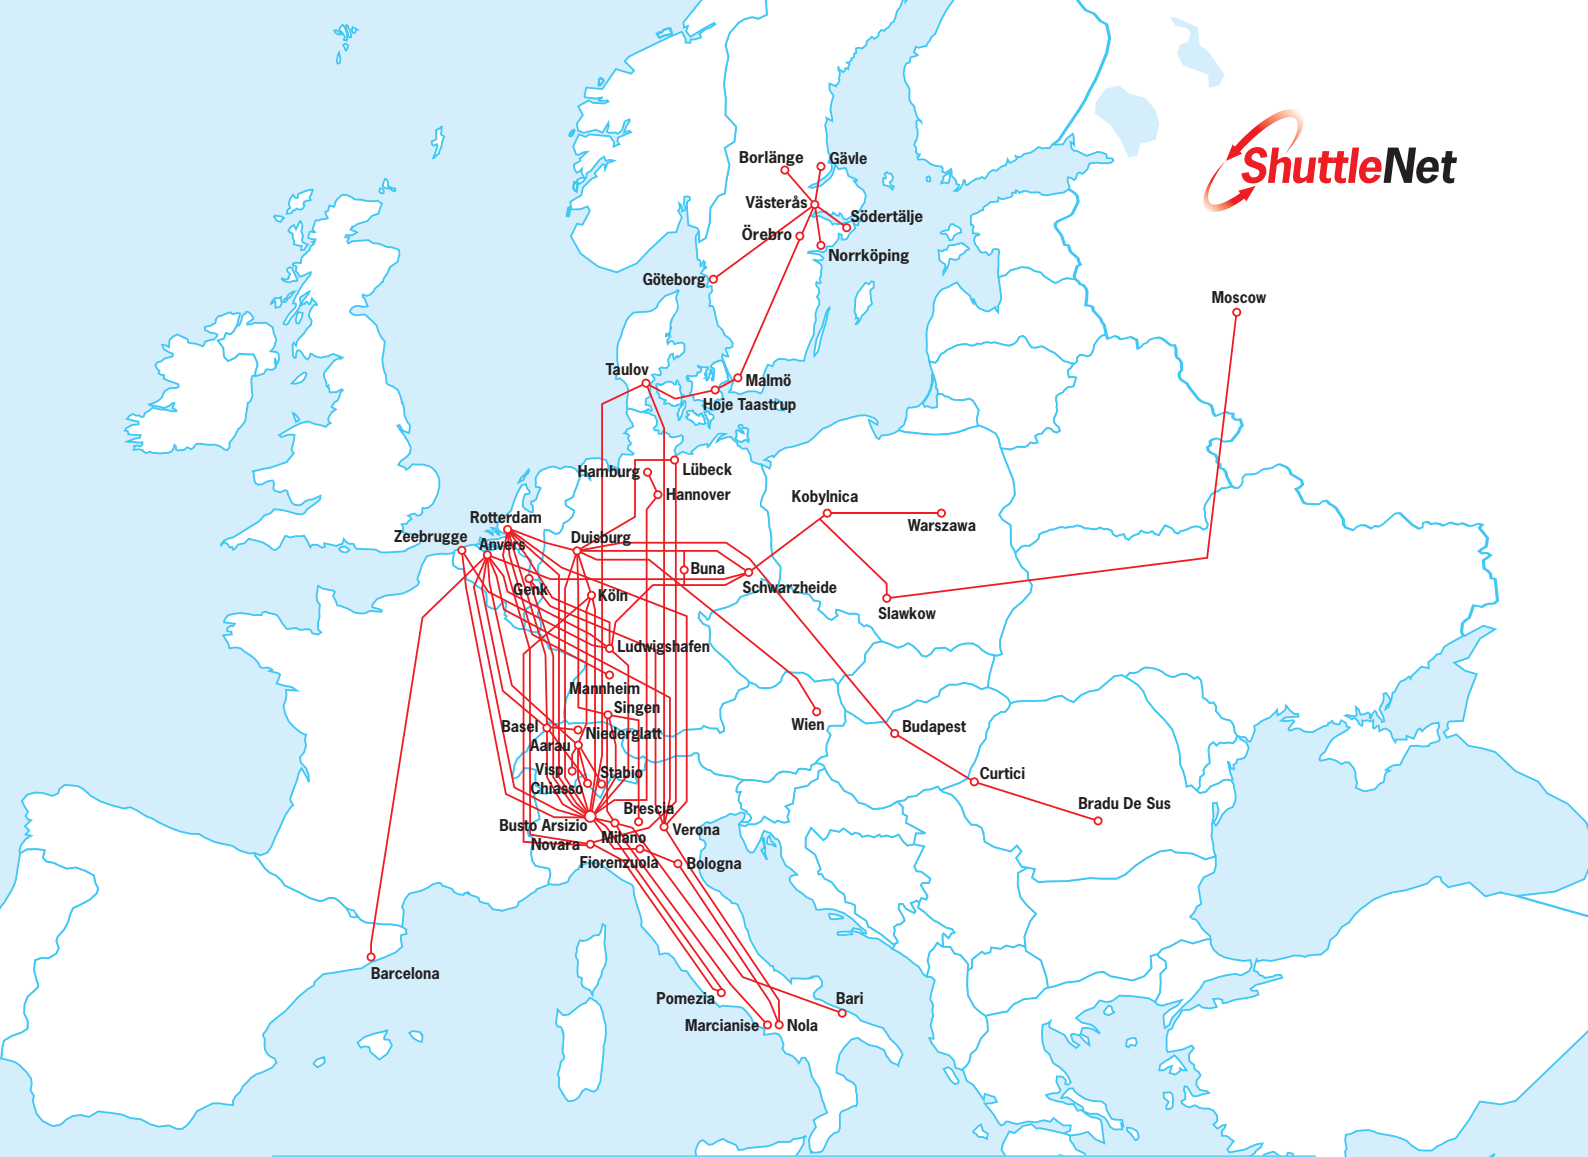 Borlänge
Gävle
ShuttleNet
Västerås
Södertälje
Örebro
Norrköping
Göteborg
Moscow
Taulov
Malmö
Hoje Taastrup
Hamburg
Lübeck
Hannover
Kobylnica
Warszawa
Rotterdam
Zeebrugge
Anvers
Duisburg
Buna
Genk
Köln
Schwarzheide
Slawkow
Ludwigshafen
Mannheim
Singen
Basel
Niederglatt
Wien
Budapest
Aarau
Visp
Stabio
Chiasso
Curtici
Bradu De Sus
Brescia
Busto Arsizio
Milano
Verona
Novara
Fiorenzuola
Bologna
Barcelona
Pomezia
Bari
Marcianise
Nola